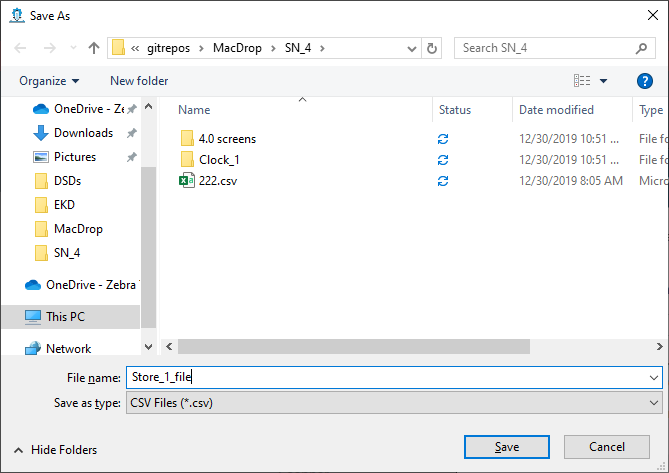 Save As
« gitrepos > MacDrop > SN_4 >
Search SN_4
Organize
New folder
Name Status Date modified Type
OneDrive - Zebra
Downloads
Pictures
DSDs
EKD
MacDrop
SN_4
OneDrive - Zebra
This PC
Network
4.0 screens 12/30/2019 10:51 ... File fo
Clock_1 12/30/2019 10:51 ... File fo
222.csv 12/30/2019 8:05 AM Micro
File name: Store_1_file
Save as type: CSV Files (*.csv)
Hide Folders
Save
Cancel